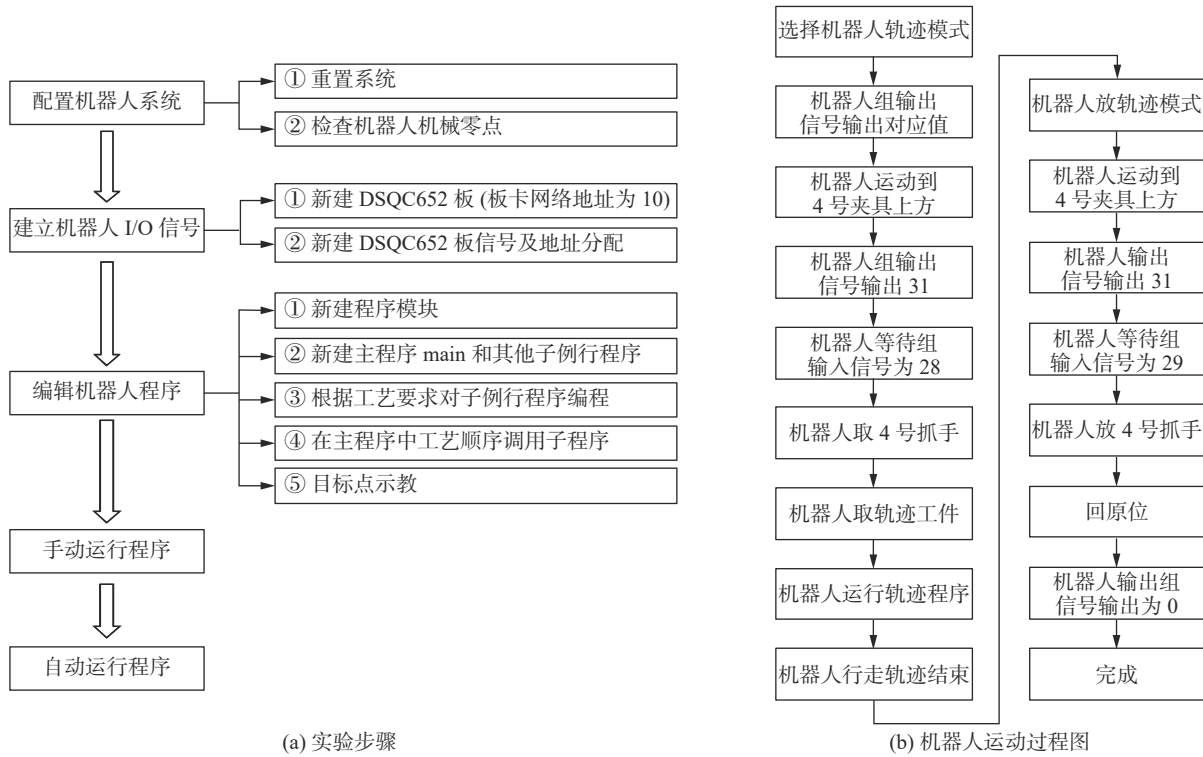 配置机器人系统
① 重置系统
② 检查机器人机械零点
建立机器人 I/O 信号
① 新建 DSQC652 板 (板卡网络地址为 10)
② 新建 DSQC652 板信号及地址分配
编辑机器人程序
① 新建程序模块
② 新建主程序 main 和其他子例行程序
③ 根据工艺要求对子例行程序编程
④ 在主程序中工艺顺序调用子程序
⑤ 目标点示教
手动运行程序
自动运行程序
(a) 实验步骤
选择机器人轨迹模式
机器人组输出
信号输出对应值
机器人运动到
4 号夹具上方
机器人组输出
信号输出 31
机器人等待组
输入信号为 28
机器人取 4 号抓手
机器人取轨迹工件
机器人运行轨迹程序
机器人行走轨迹结束
机器人放轨迹模式
机器人运动到
4 号夹具上方
机器人输出
信号输出 31
机器人等待组
输入信号为 29
机器人放 4 号抓手
回原位
机器人输出组
信号输出为 0
完成
(b) 机器人运动过程图